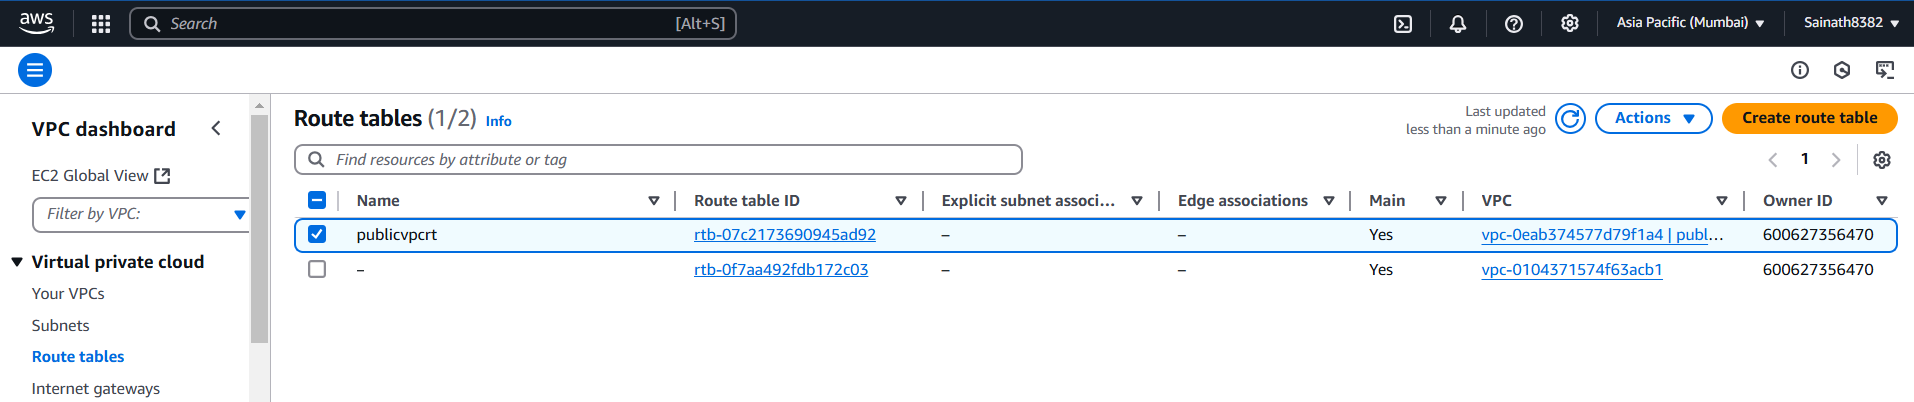 aws Search [Alt+S] Asia Pacific (Mumbai) Sainath8382
VPC dashboard
EC2 Global View
Filter by VPC:
Virtual private cloud
Your VPCs
Subnets
Route tables
Internet gateways
Route tables (1/2) Info
Last updated
less than a minute ago
Actions
Create route table
Find resources by attribute or tag
1
Name Route table ID Explicit subnet associ... Edge associations Main VPC Owner ID
publicvpcrt rtb-07c2173690945ad92 – – Yes vpc-0eab374577d79f1a4 | publ... 600627356470
– rtb-0f7aa492fdb172c03 – – Yes vpc-0104371574f63acb1 600627356470